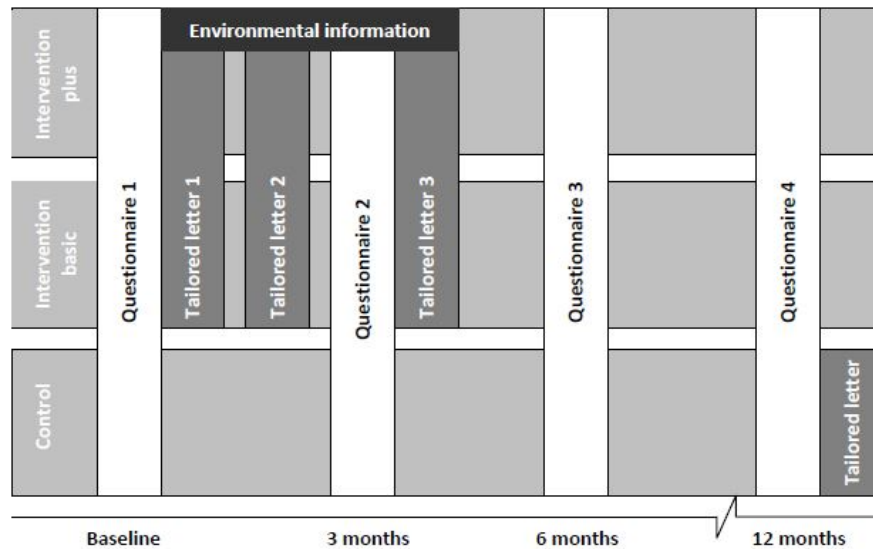 Environmental information
Intervention
plus
Intervention
basic
Control
Questionnaire 1
Tailored letter 1
Tailored letter 2
Questionnaire 2
Tailored letter 3
Questionnaire 3
Questionnaire 4
Tailored letter
Baseline
3 months
6 months
12 months